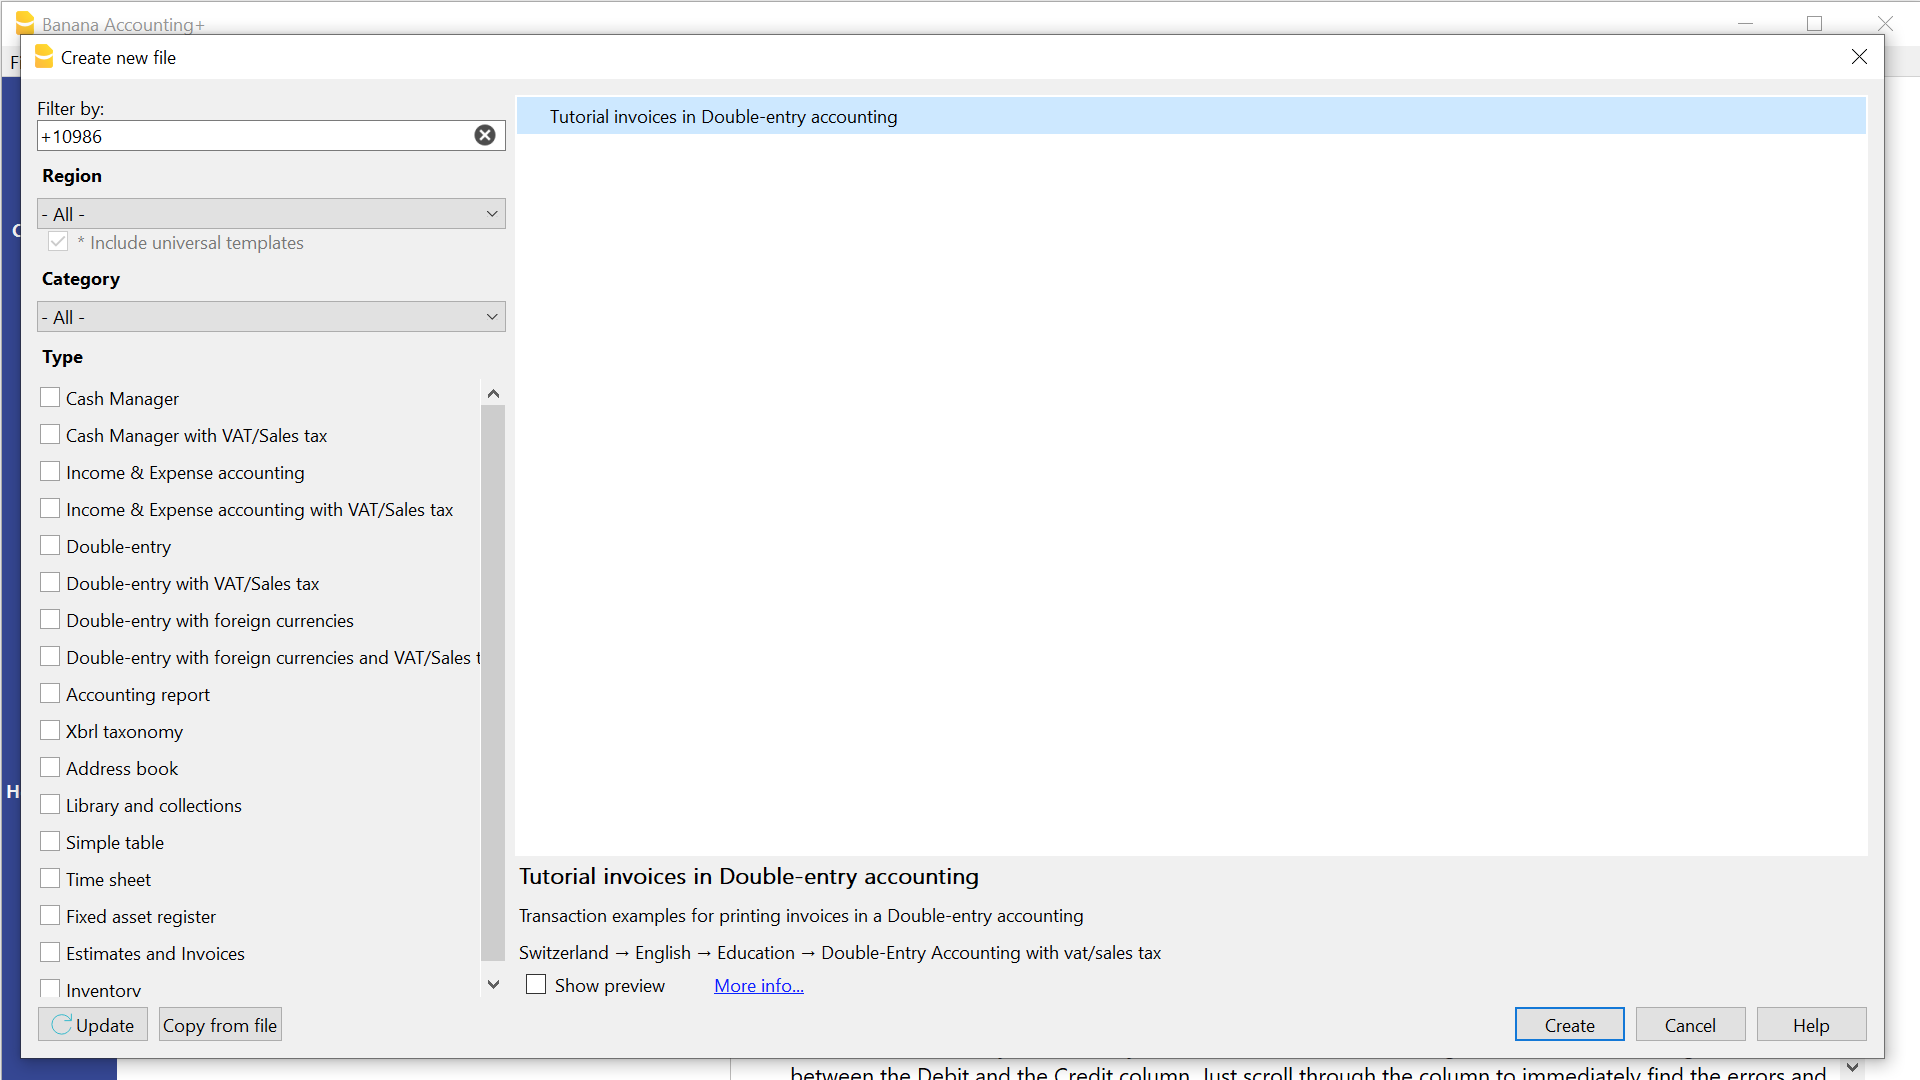 Banana Accounting+
Create new file
Filter by:
+10986
Region
- All -
* Include universal templates
Category
- All -
Type
Cash Manager
Cash Manager with VAT/Sales tax
Income & Expense accounting
Income & Expense accounting with VAT/Sales tax
Double-entry
Double-entry with VAT/Sales tax
Double-entry with foreign currencies
Double-entry with foreign currencies and VAT/Sales t
Accounting report
Xbrl taxonomy
Address book
Library and collections
Simple table
Time sheet
Fixed asset register
Estimates and Invoices
Inventory
Update
Copy from file
Tutorial invoices in Double-entry accounting
Tutorial invoices in Double-entry accounting
Transaction examples for printing invoices in a Double-entry accounting
Switzerland → English → Education → Double-Entry Accounting with vat/sales tax
Show preview
More info...
Create
Cancel
Help
between the Debit and the Credit column. Just scroll through the column to immediately find the errors and